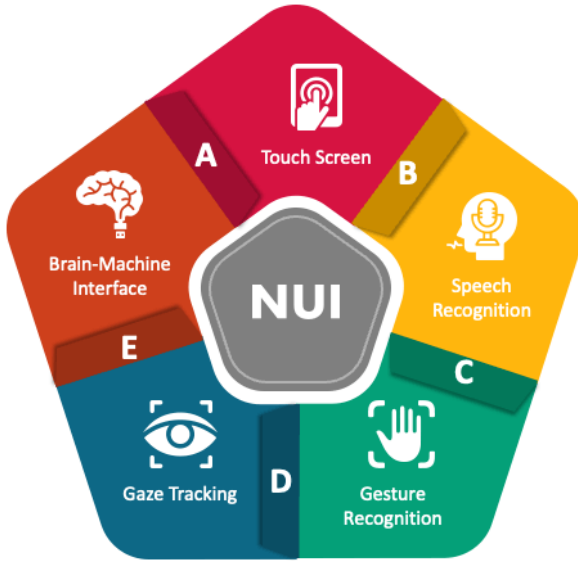 A
Touch Screen
B
Speech
Recognition
C
Gesture
Recognition
D
Gaze Tracking
E
Brain-Machine
Interface
NUI